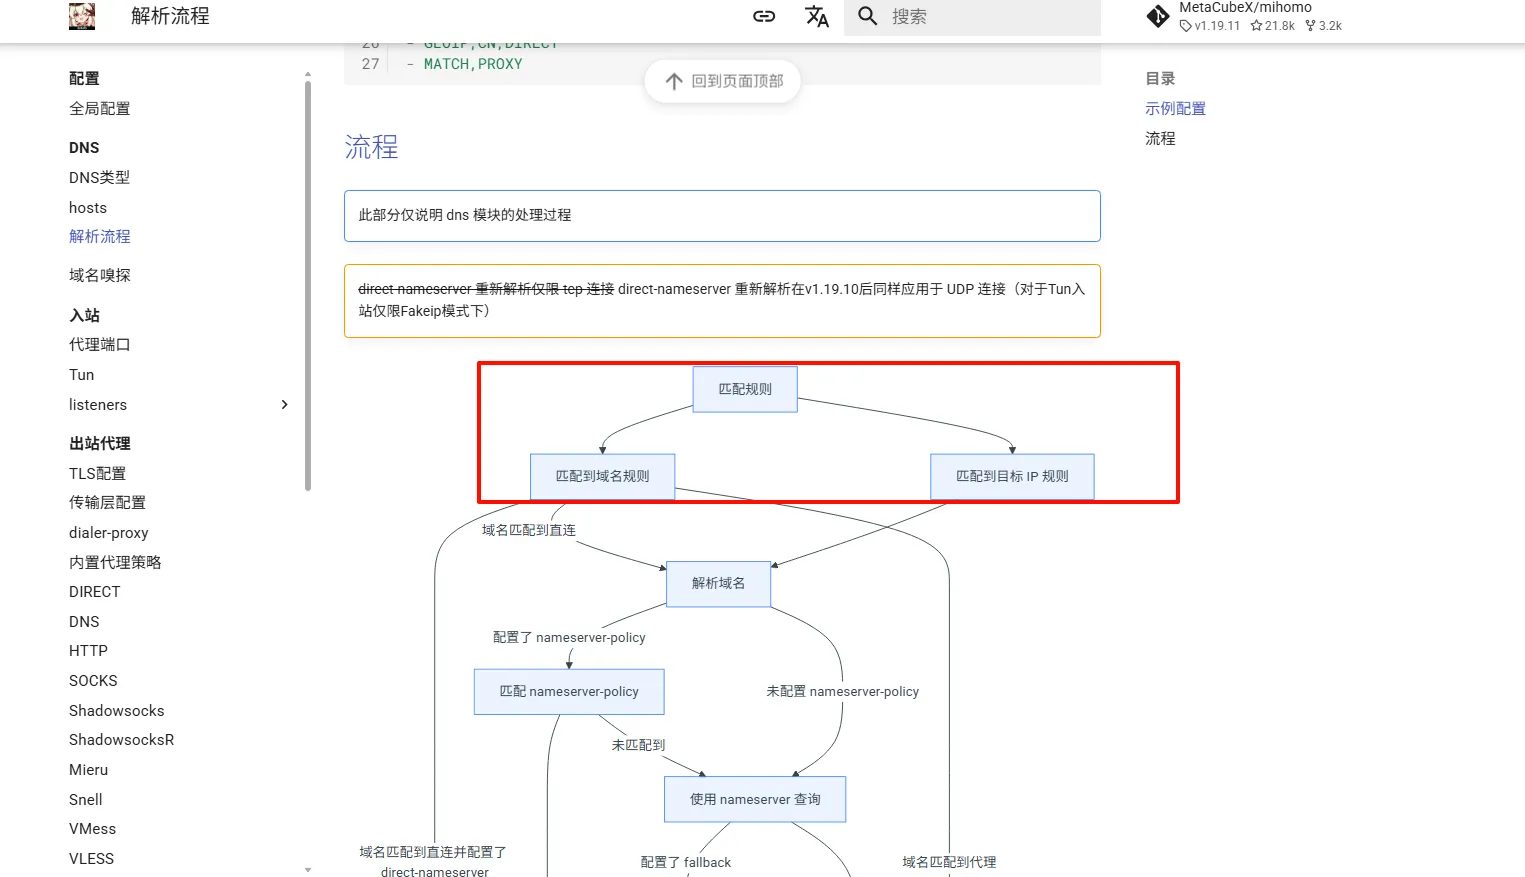 解析流程
搜索
MetaCubeX/mihomo
v1.19.11 21.8k 3.2k
配置
全局配置
DNS
DNS类型
hosts
解析流程
域名嗅探
入站
代理端口
Tun
listeners
出站代理
TLS配置
传输层配置
dialer-proxy
内置代理策略
DIRECT
DNS
HTTP
SOCKS
Shadowsocks
ShadowsocksR
Mieru
Snell
VMess
VLESS
26 - GEOIP,CN,DIRECT
27 - MATCH,PROXY
回到页面顶部
流程
此部分仅说明 dns 模块的处理过程
direct-nameserver 重新解析仅限 tcp 连接 direct-nameserver 重新解析在v1.19.10后同样应用于 UDP 连接（对于Tun入
站仅限Fakeip模式下）
匹配规则
匹配到域名规则
匹配到目标 IP 规则
域名匹配到直连
解析域名
配置了 nameserver-policy
匹配 nameserver-policy
未配置 nameserver-policy
未匹配到
使用 nameserver 查询
域名匹配到直连并配置了
direct-nameserver
配置了 fallback
域名匹配到代理
目录
示例配置
流程